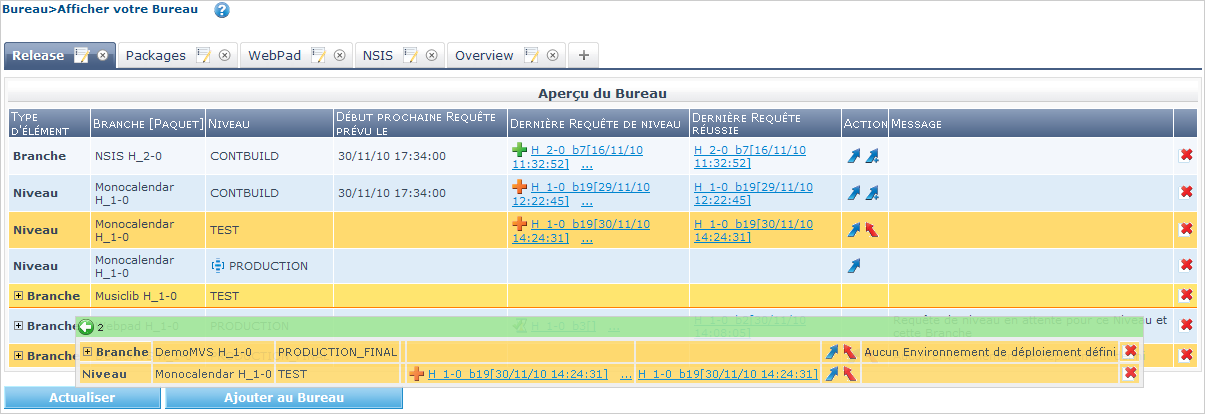 Bureau>Afficher votre Bureau
Release Packages WebPad NSIS Overview
Aperçu du Bureau
Type d'élément Branche [Paquet] Niveau Début prochaine Requête prévu le Dernière Requête de niveau Dernière Requête réussie Action Message
Branche NSIS H_2-0 CONTBUILD 30/11/10 17:34:00 H_2-0_b7[16/11/10 11:32:52] ... H_2-0_b7[16/11/10 11:32:52]
Niveau Monocalendar H_1-0 CONTBUILD 30/11/10 17:34:00 H_1-0_b19[29/11/10 12:22:45] ... H_1-0_b19[29/11/10 12:22:45]
Niveau Monocalendar H_1-0 TEST H_1-0_b19[30/11/10 14:24:31] ... H_1-0_b19[30/11/10 14:24:31]
Niveau Monocalendar H_1-0 PRODUCTION
Branche Musiclib H_1-0 TEST
2
Branche Webpad H_1-0 PRODUCTION H_1-0_b3[] ... H_1-0_b2[30/11/10 14:08:05] Requête de niveau en attente pour ce Niveau et cette Branche
Branche DemoMVS H_1-0 PRODUCTION_FINAL Aucun Environnement de déploiement défini
Branche
Niveau Monocalendar H_1-0 TEST H_1-0_b19[30/11/10 14:24:31] ... H_1-0_b19[30/11/10 14:24:31]
Actualiser Ajouter au Bureau